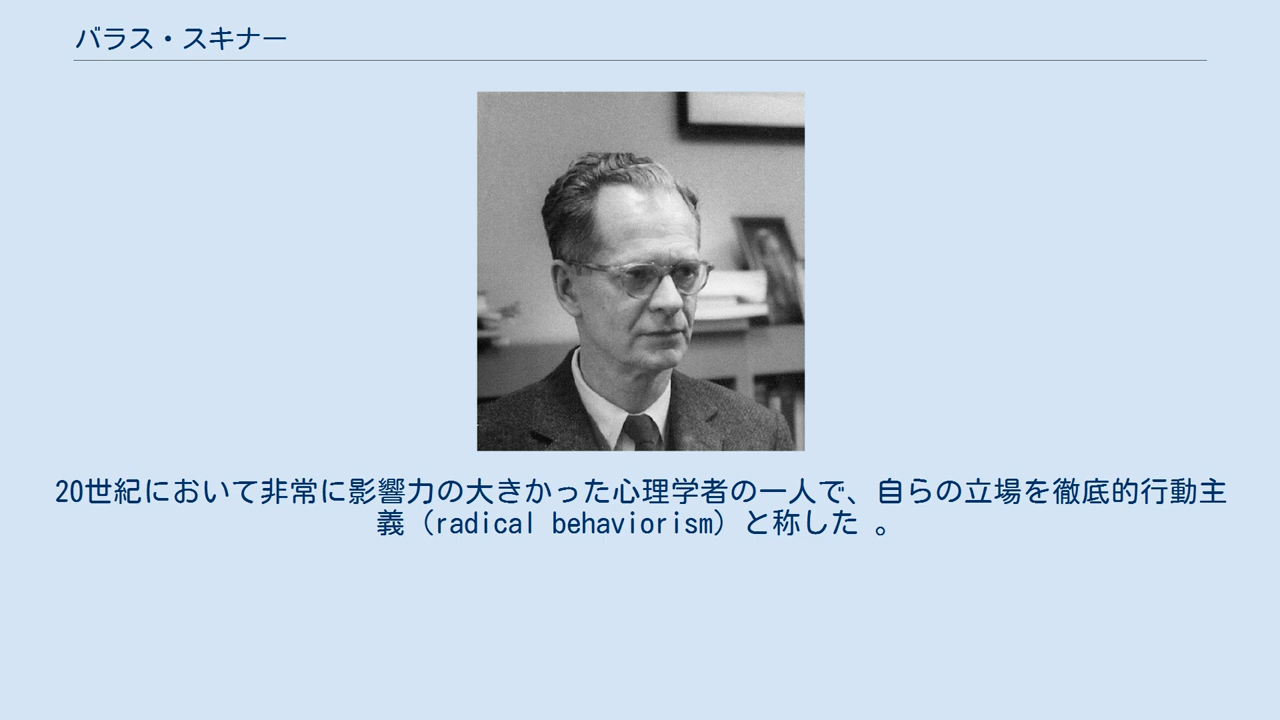 バラス・スキナー
20世紀において非常に影響力の大きかった心理学者の一人で、自らの立場を徹底的行動主
義（radical behaviorism）と称した 。